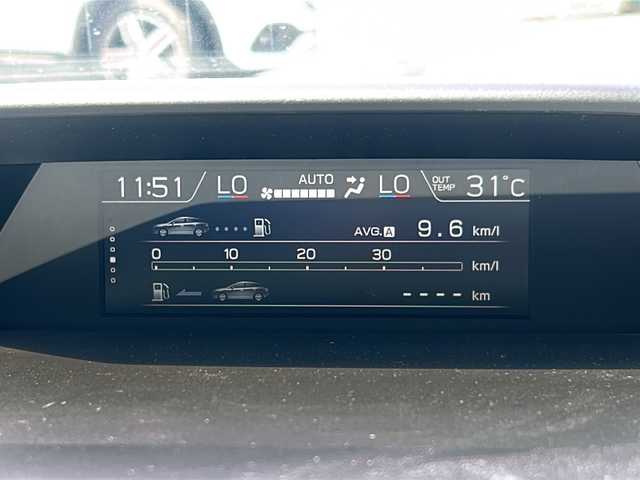 11:51 LO AUTO LO OUT TEMP 31°C
AVG. A 9.6 km/l
0 10 20 30
km/l
---- km